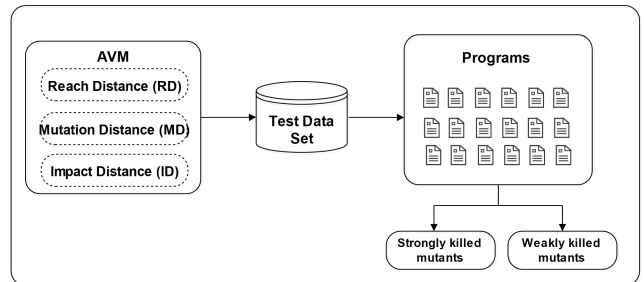 AVM
Reach Distance (RD)
Mutation Distance (MD)
Impact Distance (ID)
Test Data
Set
Programs
Strongly killed
mutants
Weakly killed
mutants